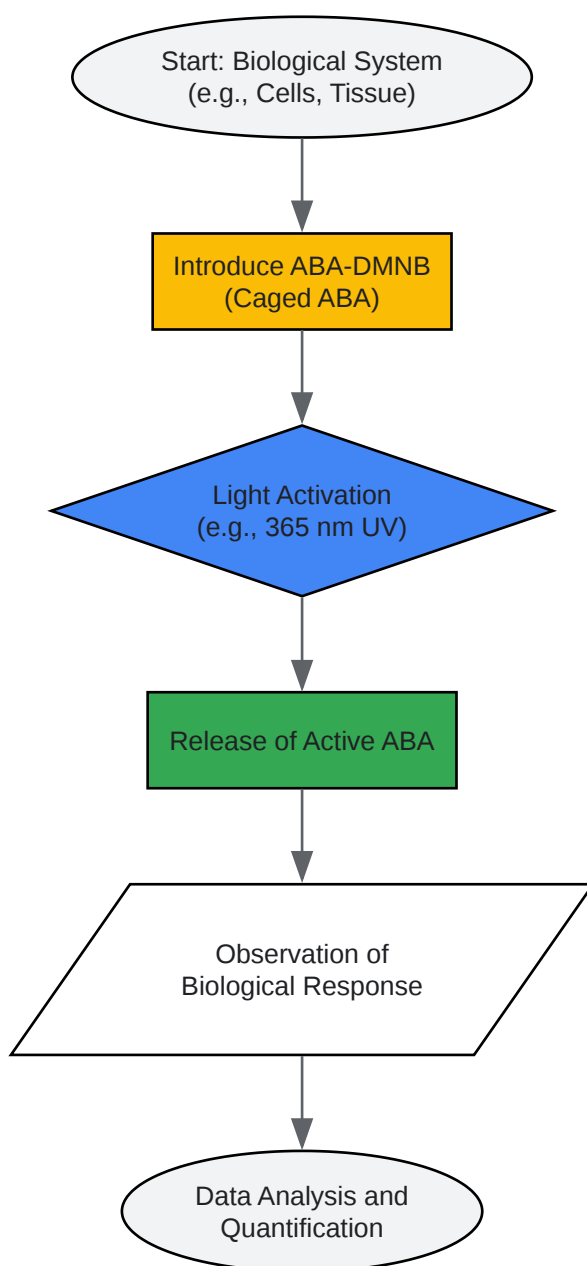 Start: Biological System
(e.g., Cells, Tissue)
Introduce ABA-DMNB
(Caged ABA)
Light Activation
(e.g., 365 nm UV)
Release of Active ABA
Observation of
Biological Response
Data Analysis and
Quantification